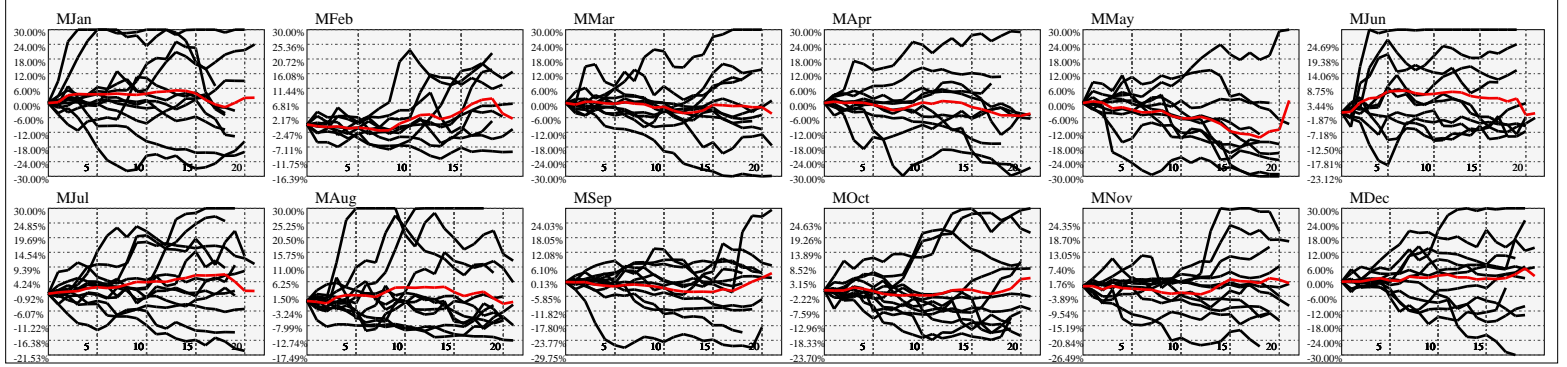 MJan MFeb MMar MApr MMay MJun
30.00% 30.00% 30.00% 30.00% 30.00%
24.00% 25.36% 24.00% 24.00% 24.00% 24.69%
18.00% 20.72% 18.00% 18.00% 18.00% 19.38%
12.00% 16.08% 12.00% 12.00% 12.00% 14.06%
6.00% 11.44% 6.00% 6.00% 6.00% 8.75%
0.00% 6.81% 0.00% 0.00% 0.00% 3.44%
-6.00% 2.17% -6.00% -6.00% -6.00% -1.87%
-12.00% -2.47% -12.00% -12.00% -12.00% -7.18%
-18.00% -7.11% -18.00% -18.00% -18.00% -12.50%
-24.00% -11.75% -24.00% -24.00% -24.00% -17.81%
-30.00% -16.39% -30.00% -30.00% -30.00% -23.12%
5 10 15 20 5 10 15 5 10 15 20 5 10 15 20 5 10 15 20 5 10 15 20
MJul MAug MSep MOct MNov MDec
30.00% 30.00% 30.00%
24.85% 25.25% 24.03% 24.63% 24.35% 24.00%
19.69% 20.50% 18.05% 19.26% 18.70% 18.00%
14.54% 15.75% 12.08% 13.89% 13.05% 12.00%
9.39% 11.00% 6.10% 8.52% 7.40% 6.00%
4.24% 6.25% 0.13% 3.15% 1.76% 0.00%
-0.92% 1.50% -5.85% -2.22% -3.89% -6.00%
-6.07% -3.24% -11.82% -7.59% -9.54% -12.00%
-11.22% -7.99% -17.80% -12.96% -15.19% -18.00%
-16.38% -12.74% -23.77% -18.33% -20.84% -24.00%
-21.53% -17.49% -29.75% -23.70% -26.49% -30.00%
5 10 15 20 5 10 15 20 5 10 15 20 5 10 15 20 5 10 15 20 5 10 15